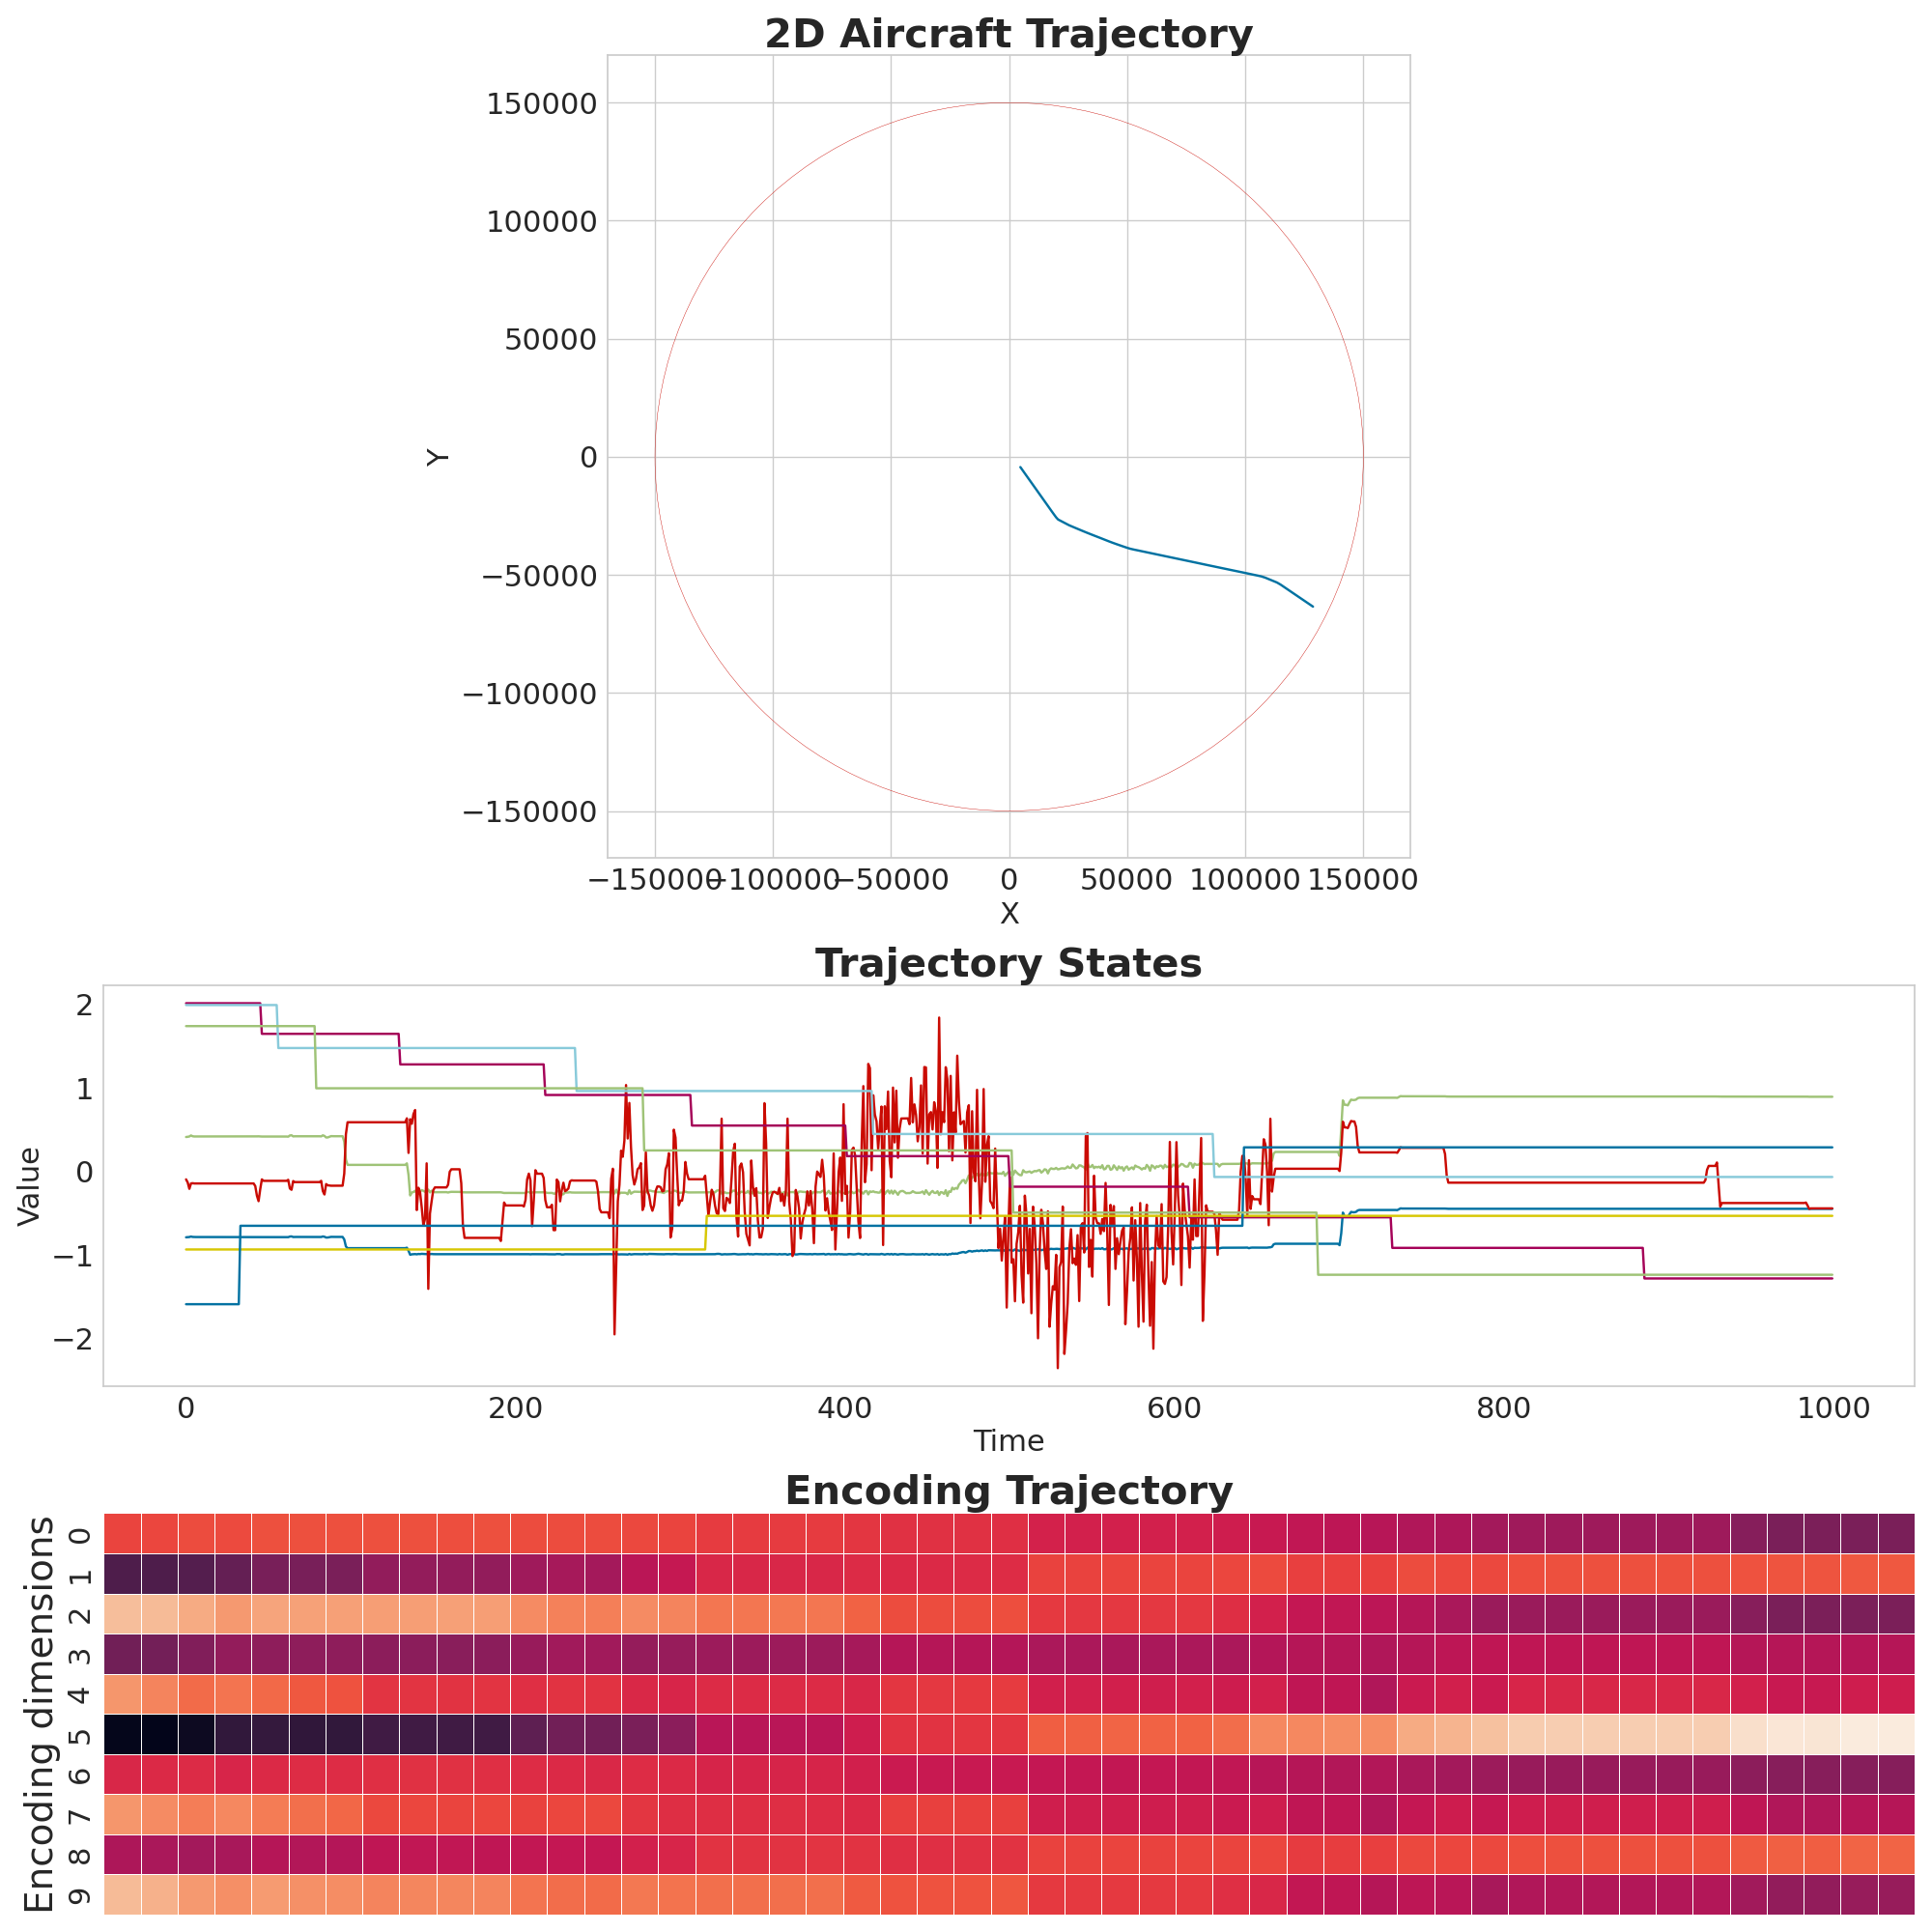 2D Aircraft Trajectory
150000
100000
50000
0
−50000
−100000
−150000
Y
−150000 −100000 −50000 0 50000 100000 150000
X
Trajectory States
2
1
0
−1
−2
Value
0 200 400 600 800 1000
Time
Encoding Trajectory
0
1
2
3
4
5
6
7
8
9
Encoding dimensions